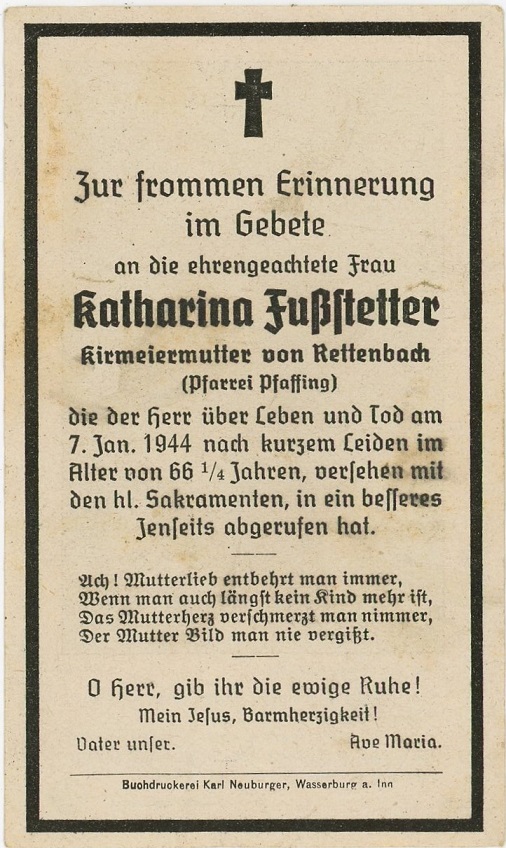 Zur frommen Erinnerung
im Gebete
an die ehrengeachtete Frau
Katharina Fußstetter
Kirmeiermutter von Rettenbach
(Pfarrei Pfaffing)
die der Herr über Leben und Tod am
7. Jan. 1944 nach kurzem Leiden im
Alter von 66 1/4 Jahren, versehen mit
den hl. Sakramenten, in ein besseres
Jenseits abgerufen hat.
Ach! Mutterlieb entbehrt man immer,
Wenn man auch längst kein Kind mehr ist,
Das Mutterherz verschmerzt man nimmer,
Der Mutter Bild man nie vergißt.
O Herr, gib ihr die ewige Ruhe!
Mein Jesus, Barmherzigkeit!
Vater unser. Ave Maria.
Buchdruckerei Karl Neuburger, Wasserburg a. Inn